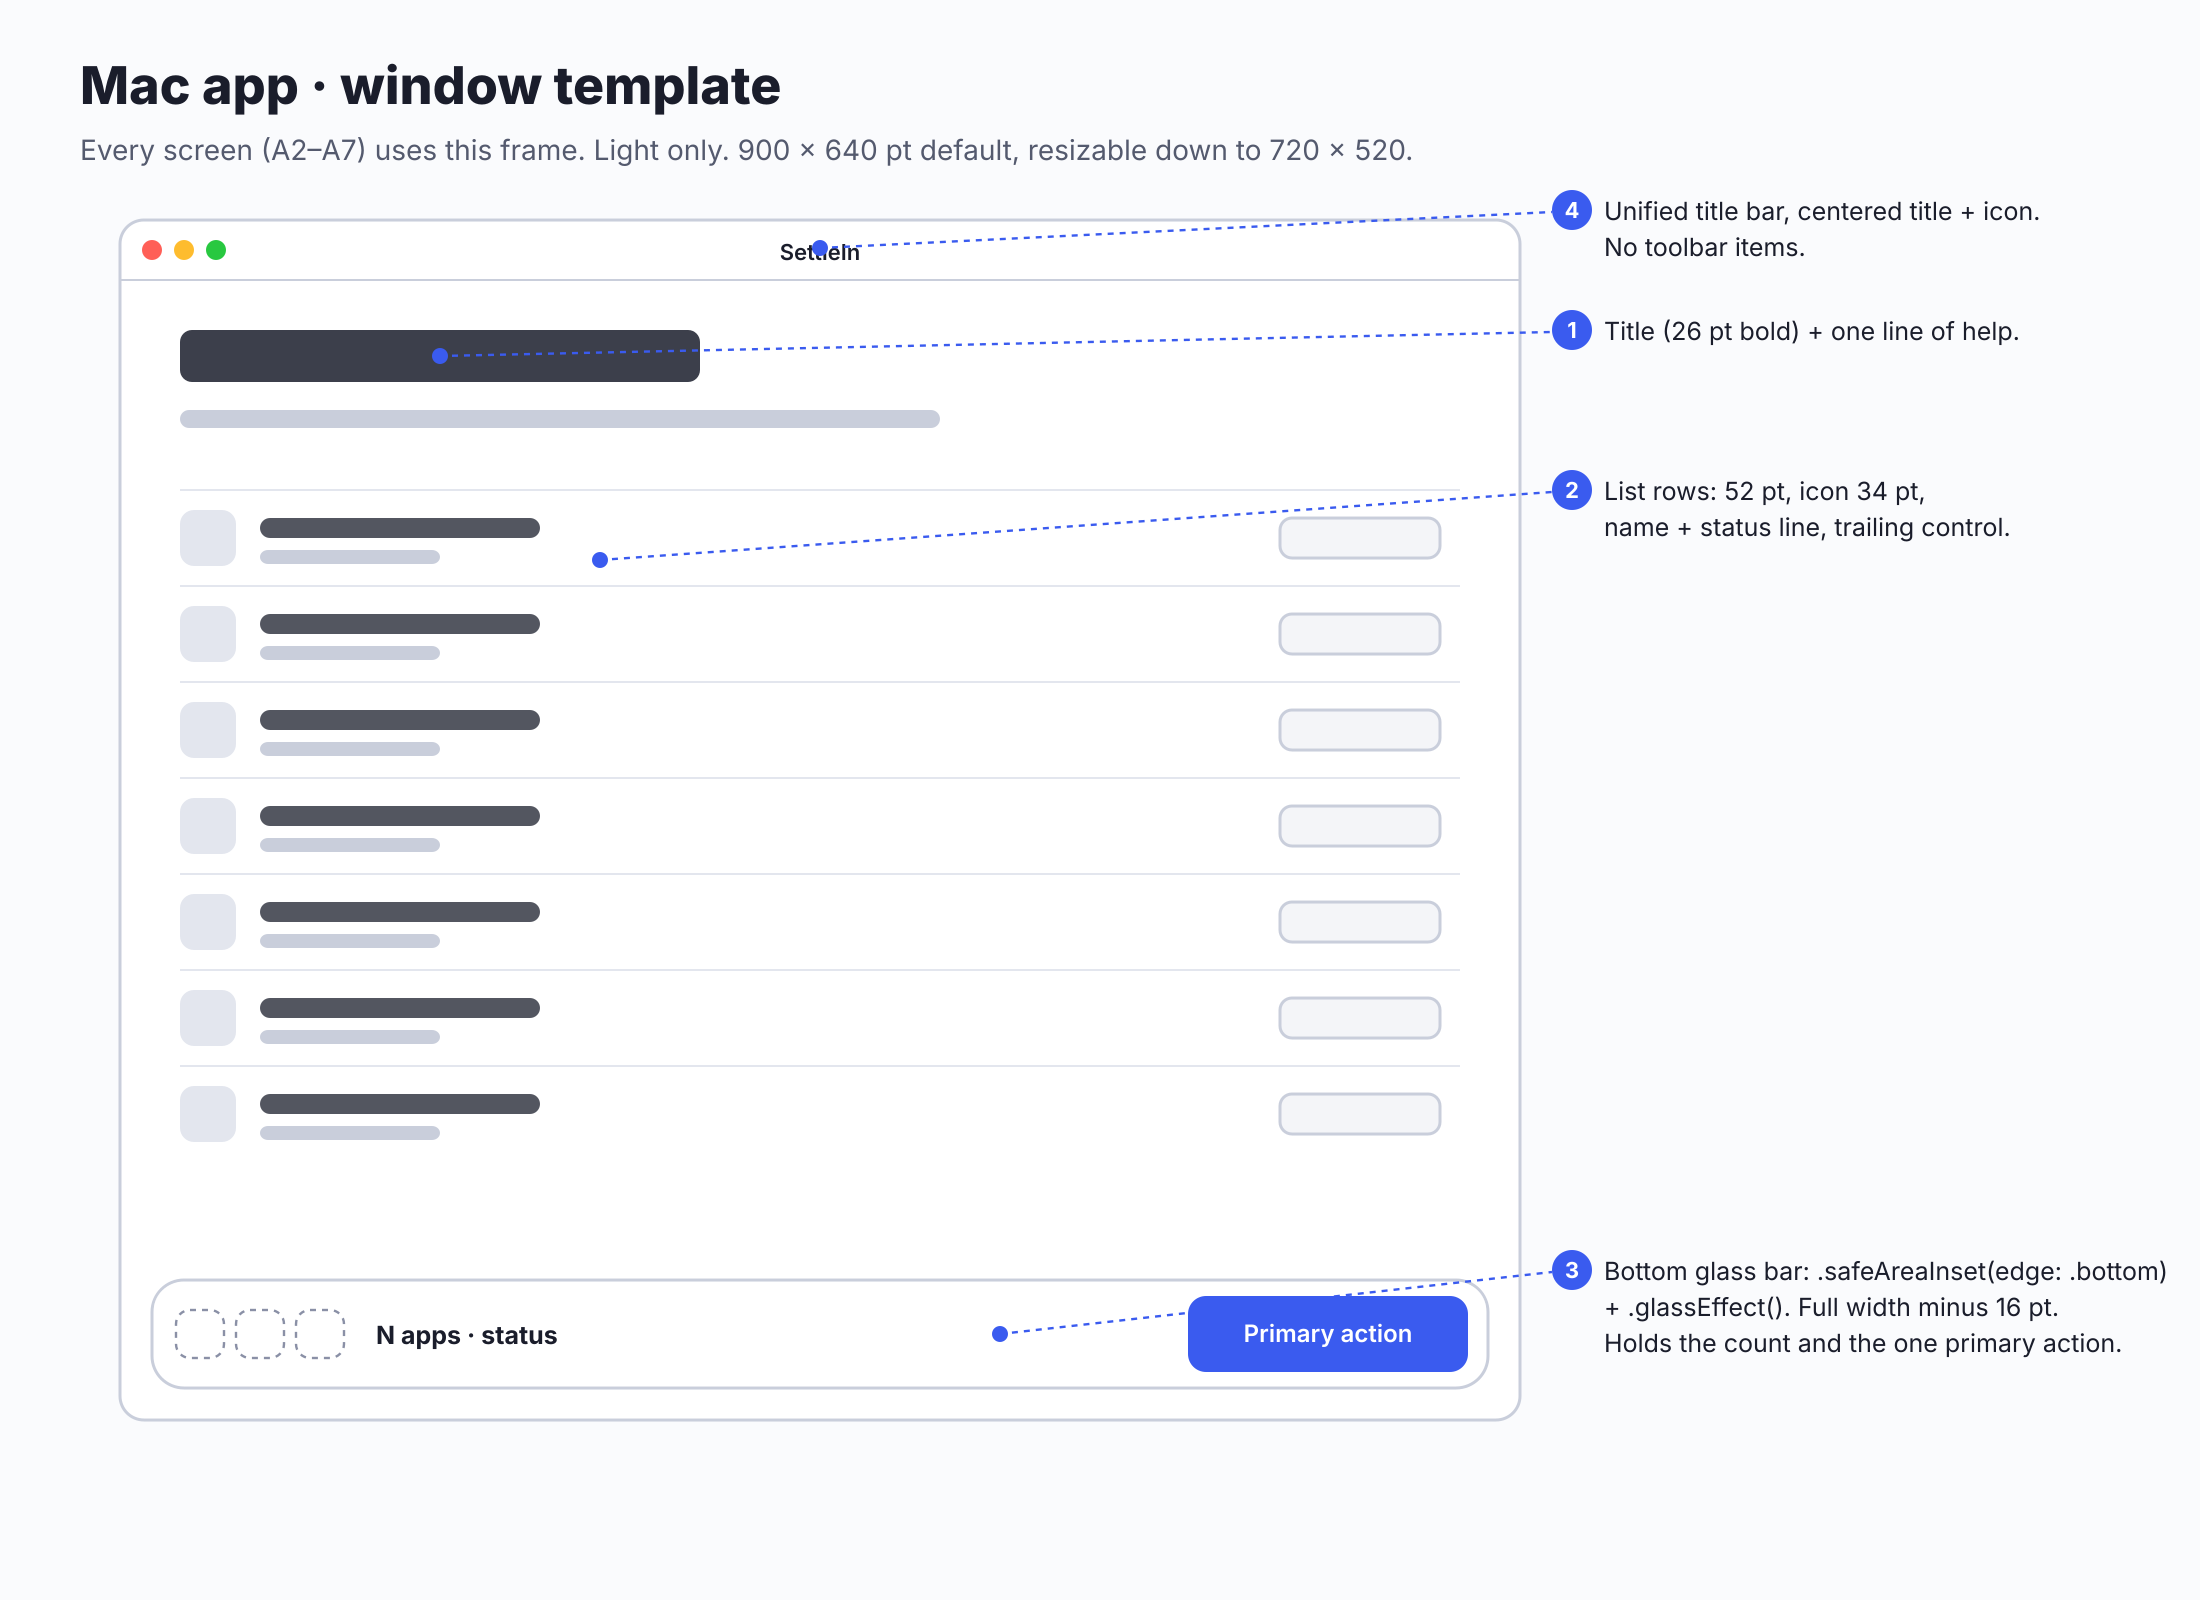 Mac app · window template
Every screen (A2–A7) uses this frame. Light only. 900 × 640 pt default, resizable down to 720 × 520.
4 Unified title bar, centered title + icon.
No toolbar items.
SettleIn
1 Title (26 pt bold) + one line of help.
2 List rows: 52 pt, icon 34 pt,
name + status line, trailing control.
3 Bottom glass bar: .safeAreaInset(edge: .bottom)
+ .glassEffect(). Full width minus 16 pt.
Holds the count and the one primary action.
N apps · status
Primary action